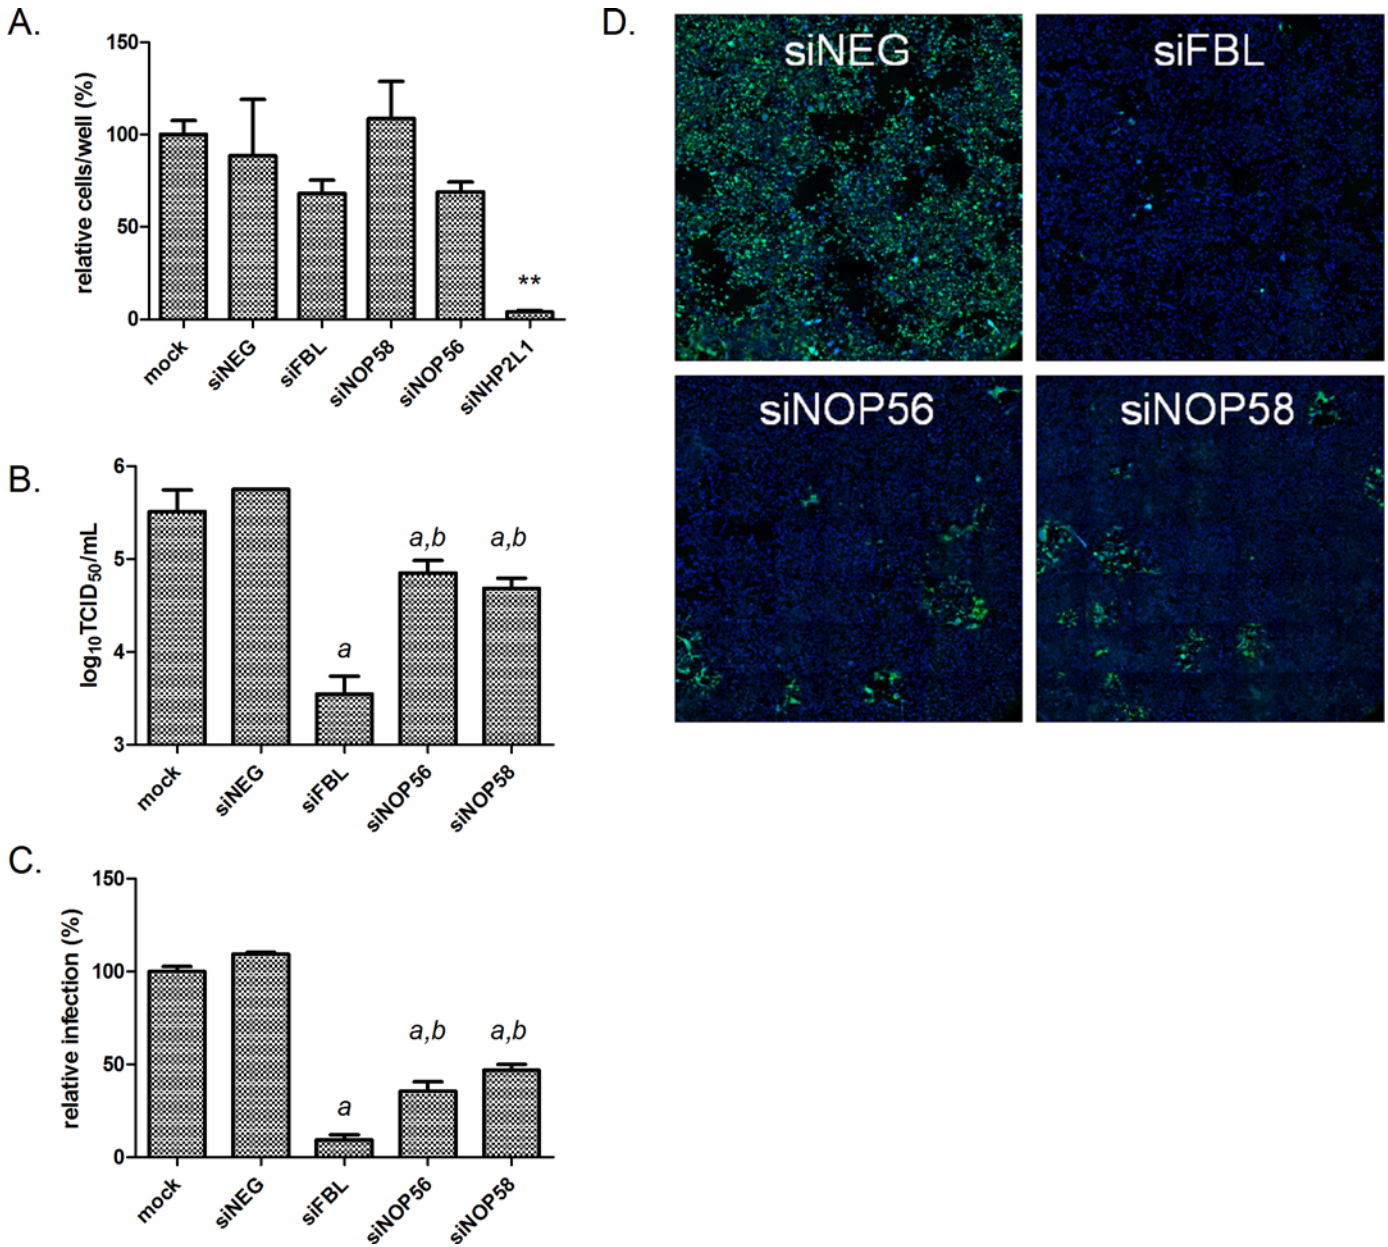 A.
relative cells/well (%)
150
100
50
0
mock
siNEG
siFBL
siNOP58
siNOP56
siNHP2L1
**
B.
log₁₀TCID₅₀/mL
6
5
4
3
a
a,b
a,b
mock
siNEG
siFBL
siNOP56
siNOP58
C.
relative infection (%)
150
100
50
0
a
a,b
a,b
mock
siNEG
siFBL
siNOP56
siNOP58
D.
siNEG
siFBL
siNOP56
siNOP58